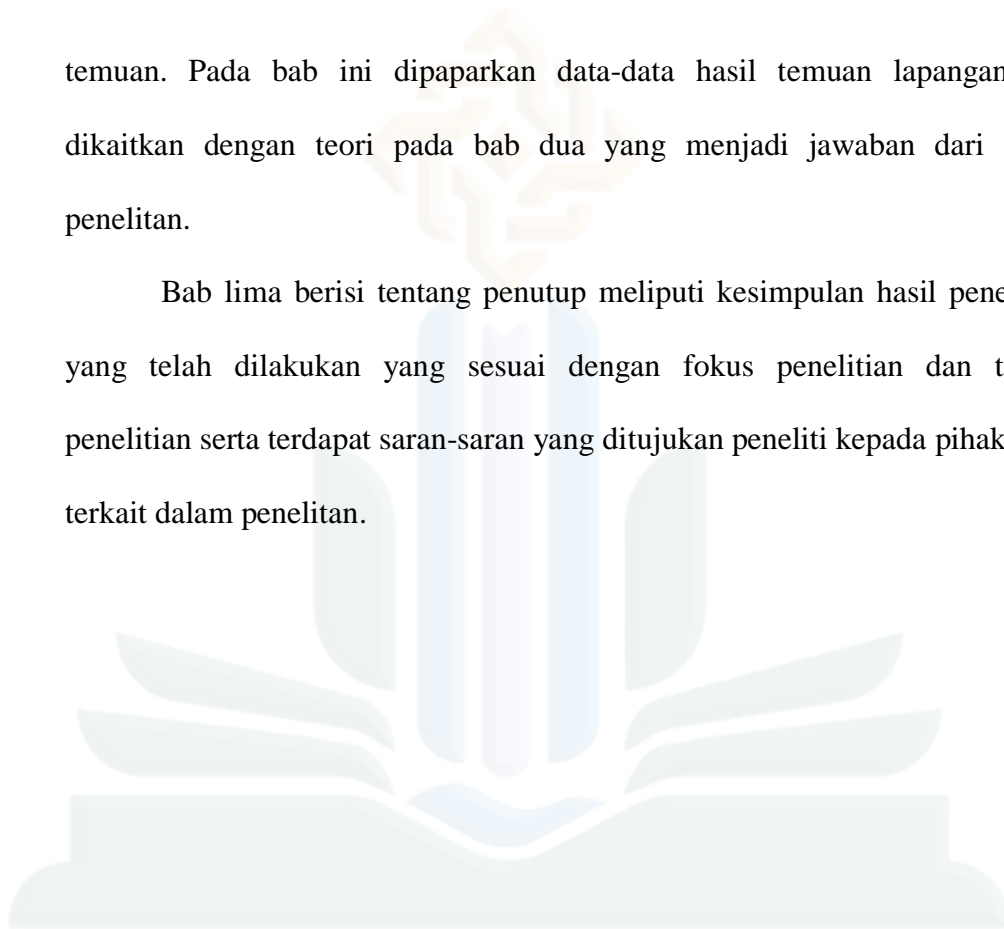 temuan. Pada bab ini dipaparkan data-data hasil temuan lapangan
dikaitkan dengan teori pada bab dua yang menjadi jawaban dari
penelitan.
Bab lima berisi tentang penutup meliputi kesimpulan hasil pene
yang telah dilakukan yang sesuai dengan fokus penelitian dan t
penelitian serta terdapat saran-saran yang ditujukan peneliti kepada pihak
terkait dalam penelitan.